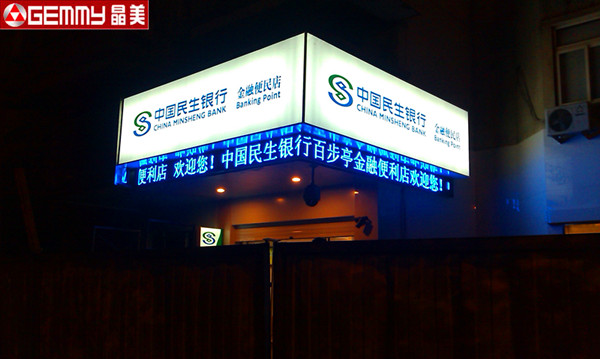 GEMMY 晶美
中国民生银行
CHINA MINSHENG BANK
金融便民店
Banking Point
中国民生银行
CHINA MINSHENG BANK
金融便民店
Banking Point
便利店 欢迎您！中国民生银行百步亭金融便利店欢迎您！